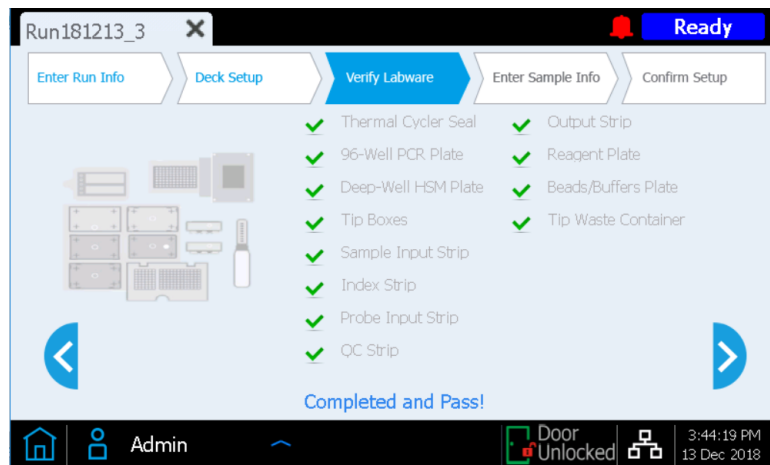 Run181213_3
Ready
Enter Run Info
Deck Setup
Verify Labware
Enter Sample Info
Confirm Setup
Thermal Cycler Seal
96-Well PCR Plate
Deep-Well HSM Plate
Tip Boxes
Sample Input Strip
Index Strip
Probe Input Strip
QC Strip
Output Strip
Reagent Plate
Beads/Buffers Plate
Tip Waste Container
Completed and Pass!
Admin
Door
Unlocked
3:44:19 PM
13 Dec 2018